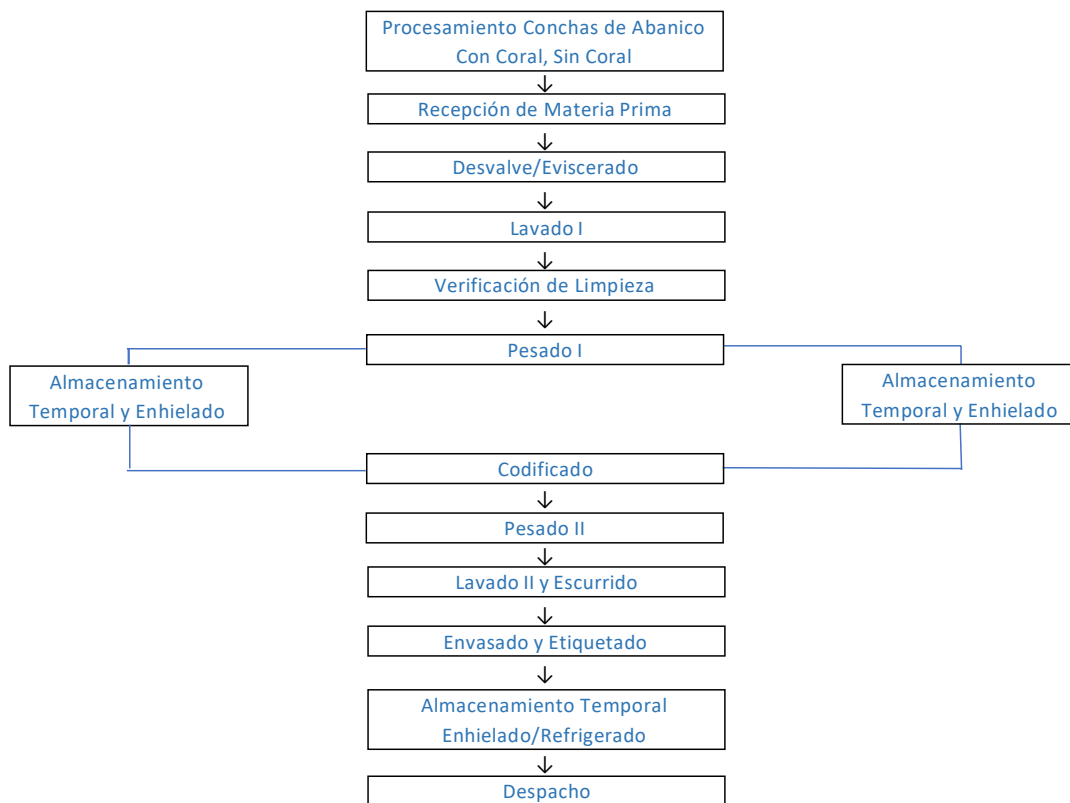 Procesamiento Conchas de Abanico
Con Coral, Sin Coral
Recepción de Materia Prima
Desvalve/Eviscerado
Lavado I
Verificación de Limpieza
Pesado I
Almacenamiento
Temporal y Enhielado
Almacenamiento
Temporal y Enhielado
Codificado
Pesado II
Lavado II y Escurrido
Envasado y Etiquetado
Almacenamiento Temporal
Enhielado/Refrigerado
Despacho